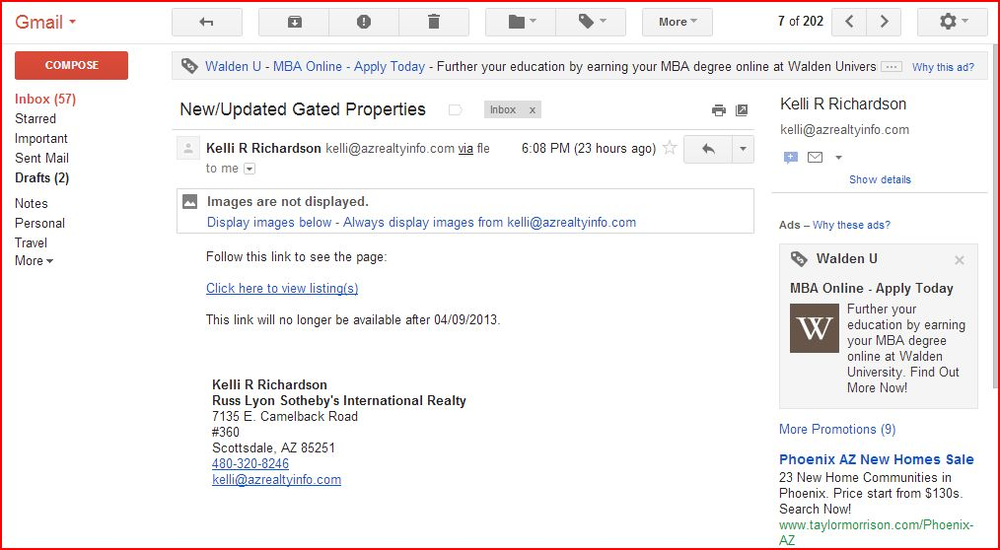 Gmail
More
7 of 202
COMPOSE
Inbox (57)
Starred
Important
Sent Mail
Drafts (2)
Notes
Personal
Travel
More
Walden U - MBA Online - Apply Today - Further your education by earning your MBA degree online at Walden Univers
Why this ad?
New/Updated Gated Properties
Inbox x
Kelli R Richardson kelli@azrealtyinfo.com via fle
6:08 PM (23 hours ago)
to me
Images are not displayed.
Display images below - Always display images from kelli@azrealtyinfo.com
Follow this link to see the page:
Click here to view listing(s)
This link will no longer be available after 04/09/2013.
Kelli R Richardson
Russ Lyon Sotheby's International Realty
7135 E. Camelback Road
#360
Scottsdale, AZ 85251
480-320-8246
kelli@azrealtyinfo.com
Kelli R Richardson
kelli@azrealtyinfo.com
Show details
Ads – Why these ads?
Walden U
MBA Online - Apply Today
W
Further your
education by earning
your MBA degree
online at Walden
University. Find Out
More Now!
More Promotions (9)
Phoenix AZ New Homes Sale
23 New Home Communities in
Phoenix. Price start from $130s.
Search Now!
www.taylormorrison.com/Phoenix-
AZ